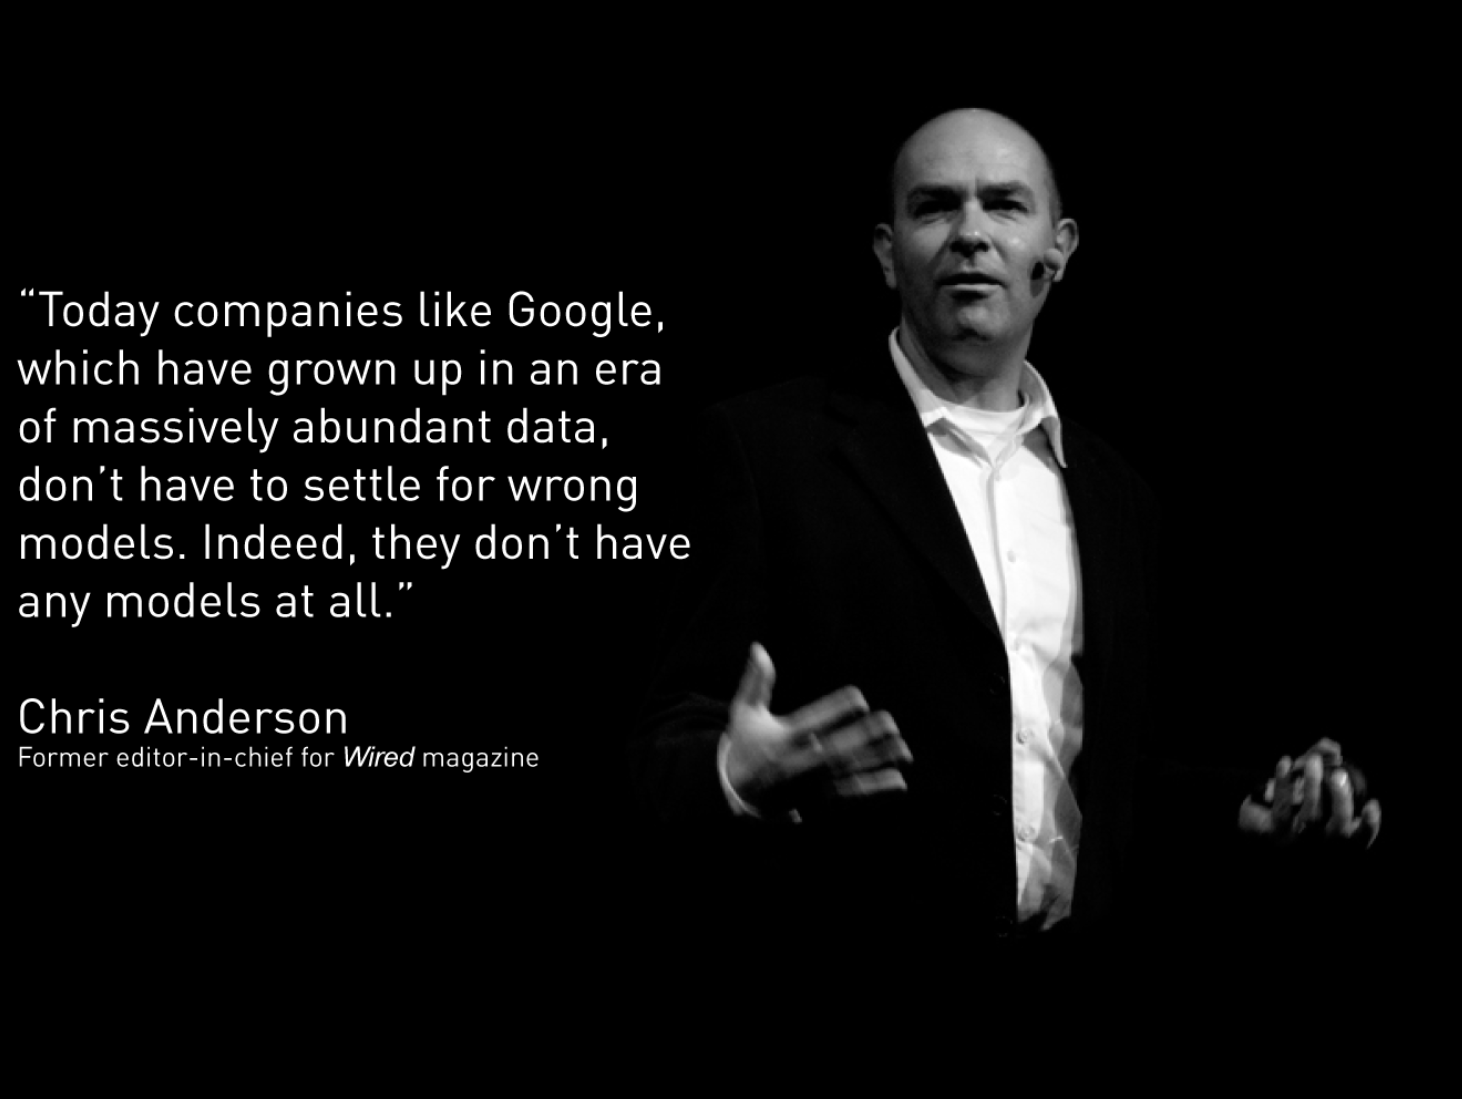 “Today companies like Google,
which have grown up in an era
of massively abundant data,
don’t have to settle for wrong
models. Indeed, they don’t have
any models at all.”
Chris Anderson
Former editor-in-chief for Wired magazine